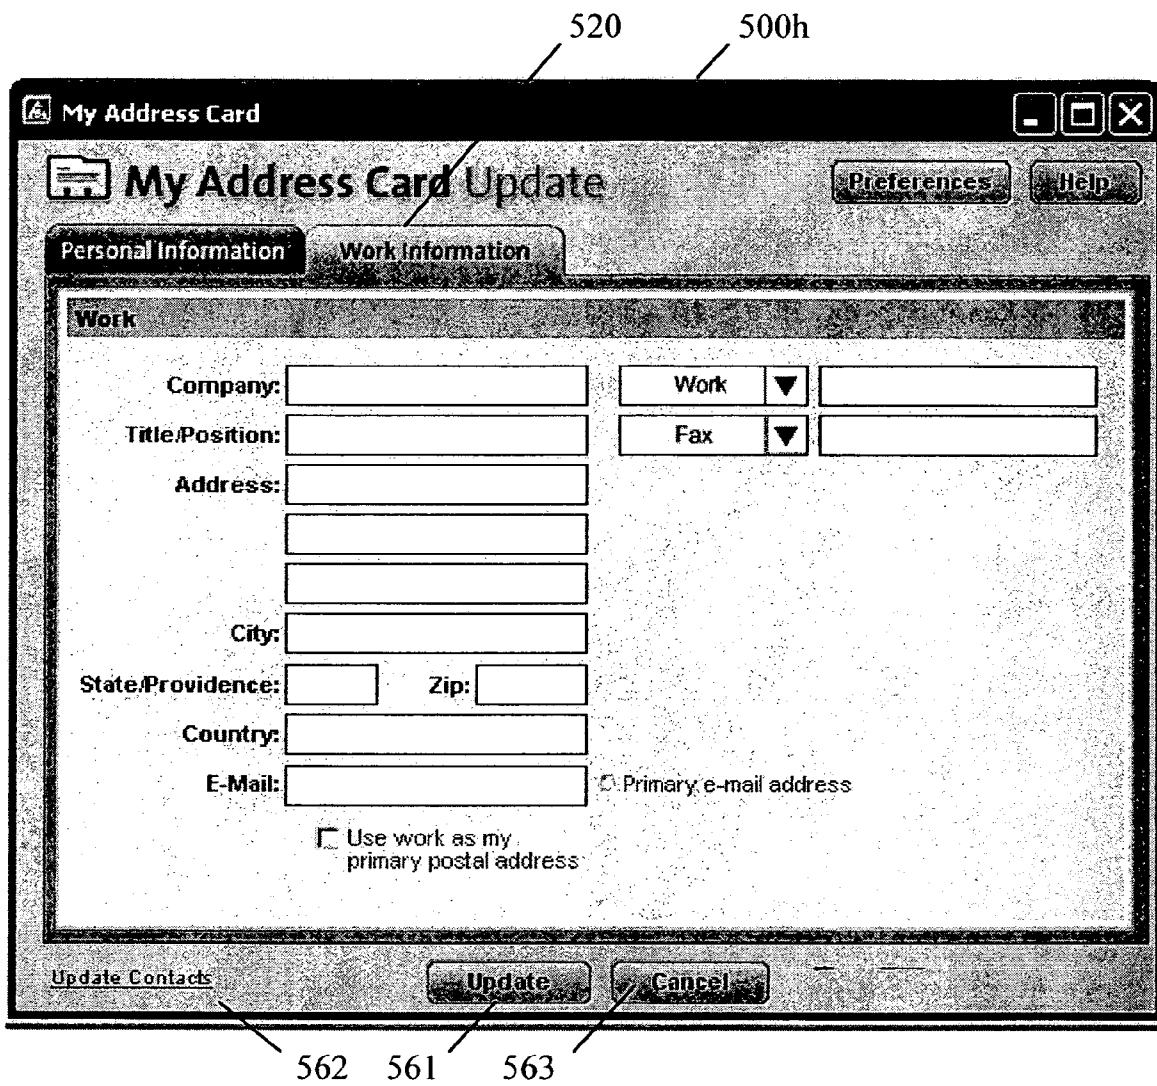 520 500h
My Address Card
My Address Card Update Preferences Help
Personal Information Work Information
Work
Company: Work
Title/Position: Fax
Address:
City:
State/Providence: Zip:
Country:
E-Mail: Primary e-mail address
Use work as my
primary postal address
Update Contacts Update Cancel
562 561 563